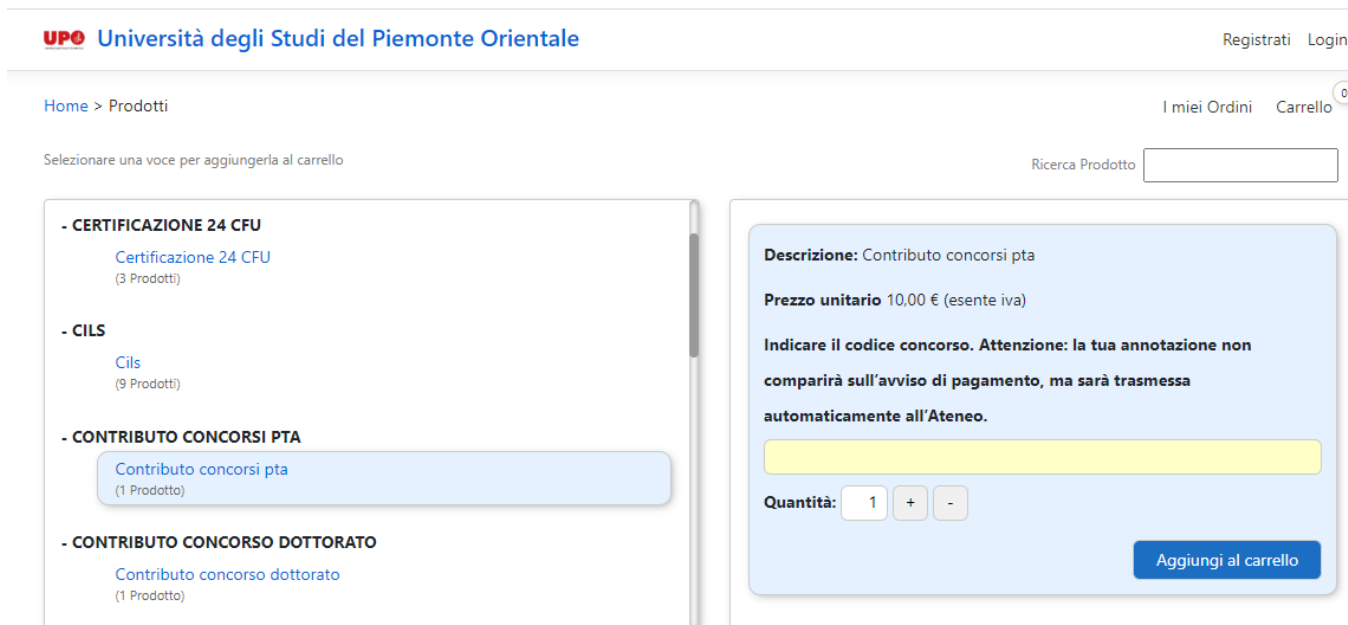 UPO Università degli Studi del Piemonte Orientale
Registrati Login
Home > Prodotti
I miei Ordini Carrello 0
Selezionare una voce per aggiungerla al carrello
Ricerca Prodotto
- CERTIFICAZIONE 24 CFU
Certificazione 24 CFU
(3 Prodotti)
- CILS
Cils
(9 Prodotti)
- CONTRIBUTO CONCORSI PTA
Contributo concorsi pta
(1 Prodotto)
- CONTRIBUTO CONCORSO DOTTORATO
Contributo concorso dottorato
(1 Prodotto)
Descrizione: Contributo concorsi pta
Prezzo unitario 10,00 € (esente iva)
Indicare il codice concorso. Attenzione: la tua annotazione non
comparirà sull'avviso di pagamento, ma sarà trasmessa
automaticamente all'Ateneo.
Quantità: 1 + -
Aggiungi al carrello